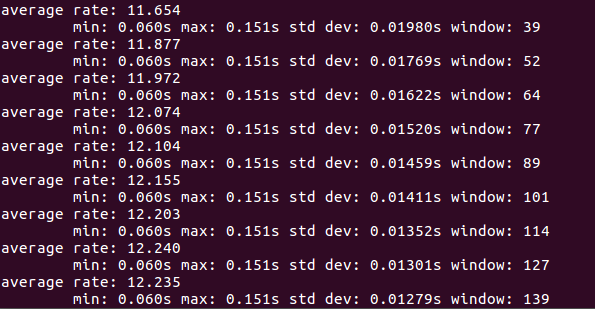 average rate: 11.654
min: 0.060s max: 0.151s std dev: 0.01980s window: 39
average rate: 11.877
min: 0.060s max: 0.151s std dev: 0.01769s window: 52
average rate: 11.972
min: 0.060s max: 0.151s std dev: 0.01622s window: 64
average rate: 12.074
min: 0.060s max: 0.151s std dev: 0.01520s window: 77
average rate: 12.104
min: 0.060s max: 0.151s std dev: 0.01459s window: 89
average rate: 12.155
min: 0.060s max: 0.151s std dev: 0.01411s window: 101
average rate: 12.203
min: 0.060s max: 0.151s std dev: 0.01352s window: 114
average rate: 12.240
min: 0.060s max: 0.151s std dev: 0.01301s window: 127
average rate: 12.235
min: 0.060s max: 0.151s std dev: 0.01279s window: 139